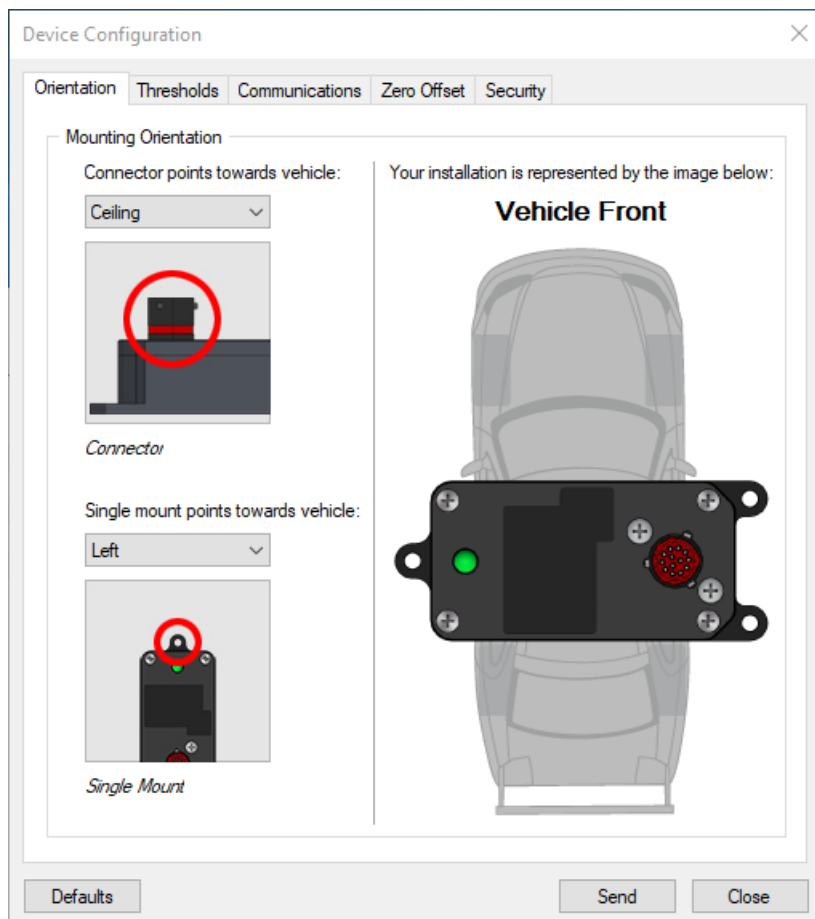 Device Configuration
Orientation
Thresholds
Communications
Zero Offset
Security
Mounting Orientation
Connector points towards vehicle:
Ceiling
Connector
Single mount points towards vehicle:
Left
Single Mount
Your installation is represented by the image below:
Vehicle Front
Defaults
Send
Close